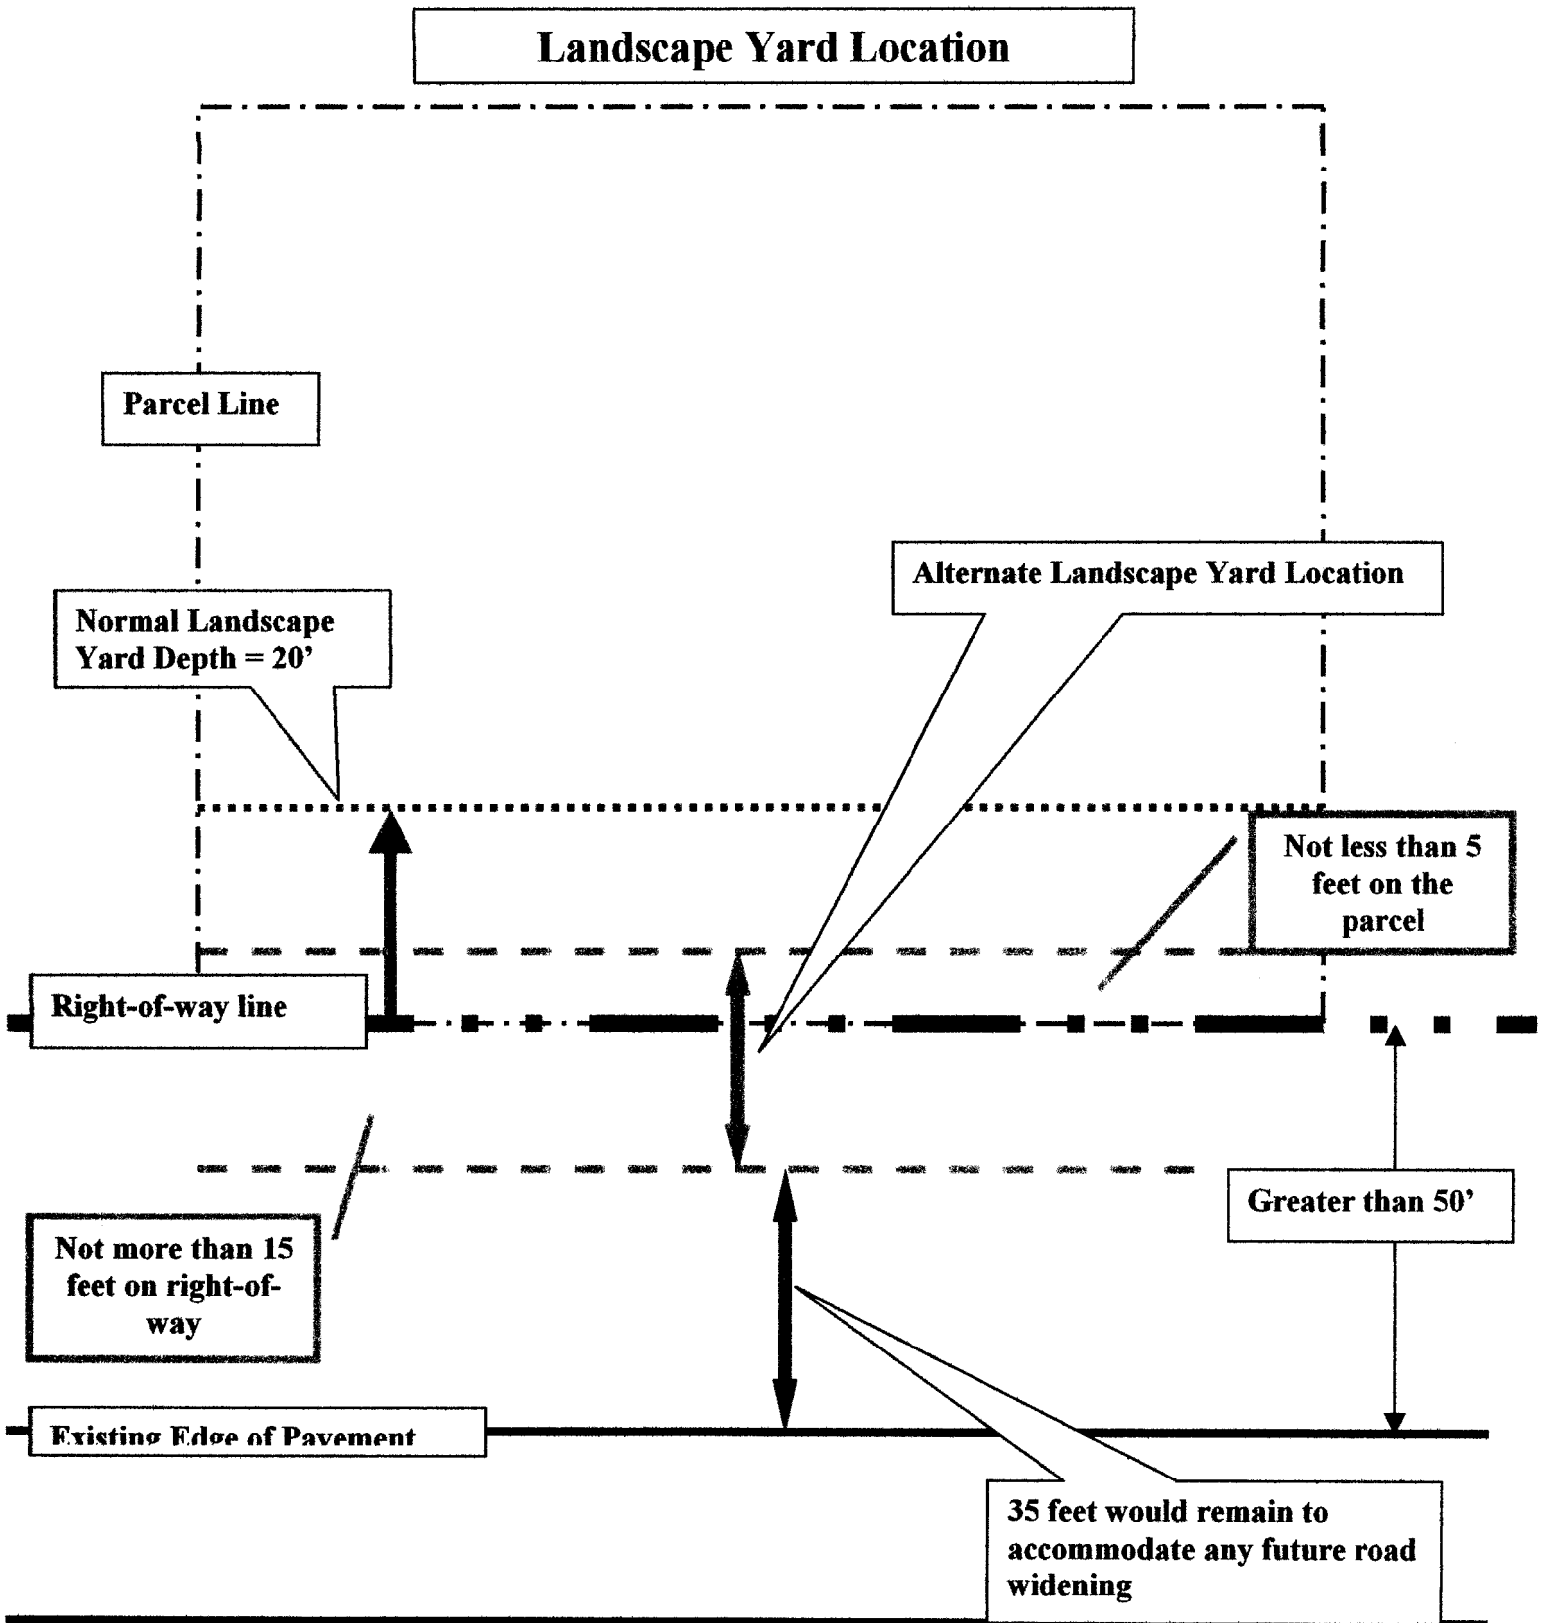 Landscape Yard Location
Parcel Line
Alternate Landscape Yard Location
Normal Landscape
Yard Depth = 20’
Not less than 5
feet on the
parcel
Right-of-way line
Greater than 50’
Not more than 15
feet on right-of-
way
Existing Edge of Pavement
35 feet would remain to
accommodate any future road
widening